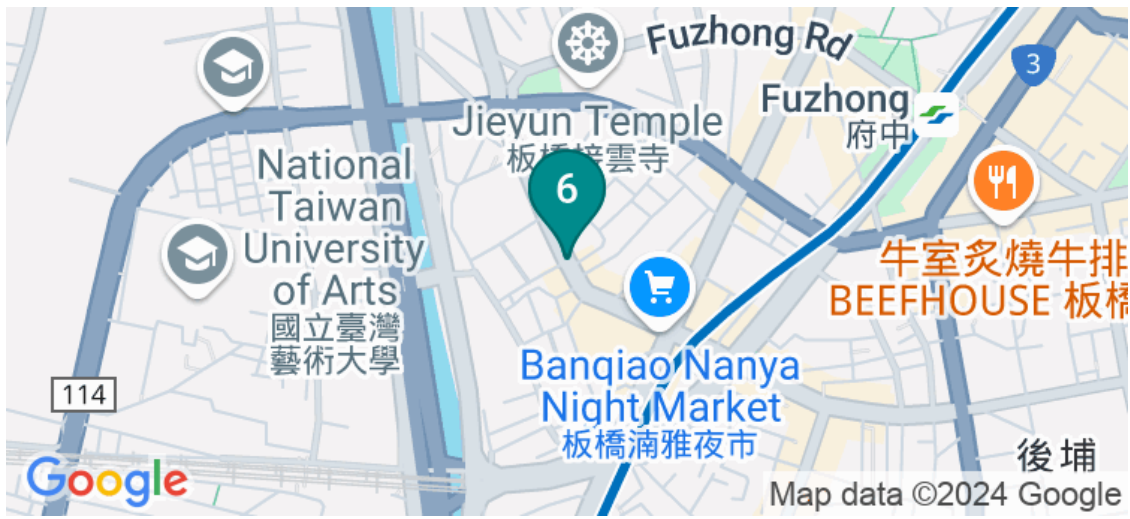 Fuzhong Rd
3
Fuzhong
府中
Jieyun Temple
板橋接雲寺
National
Taiwan
University
of Arts
國立臺灣
藝術大學
6
牛室炙燒牛排
BEEFHOUSE 板橋
Banqiao Nanya
Night Market
板橋湳雅夜市
114
後埔
Google
Map data ©2024 Google